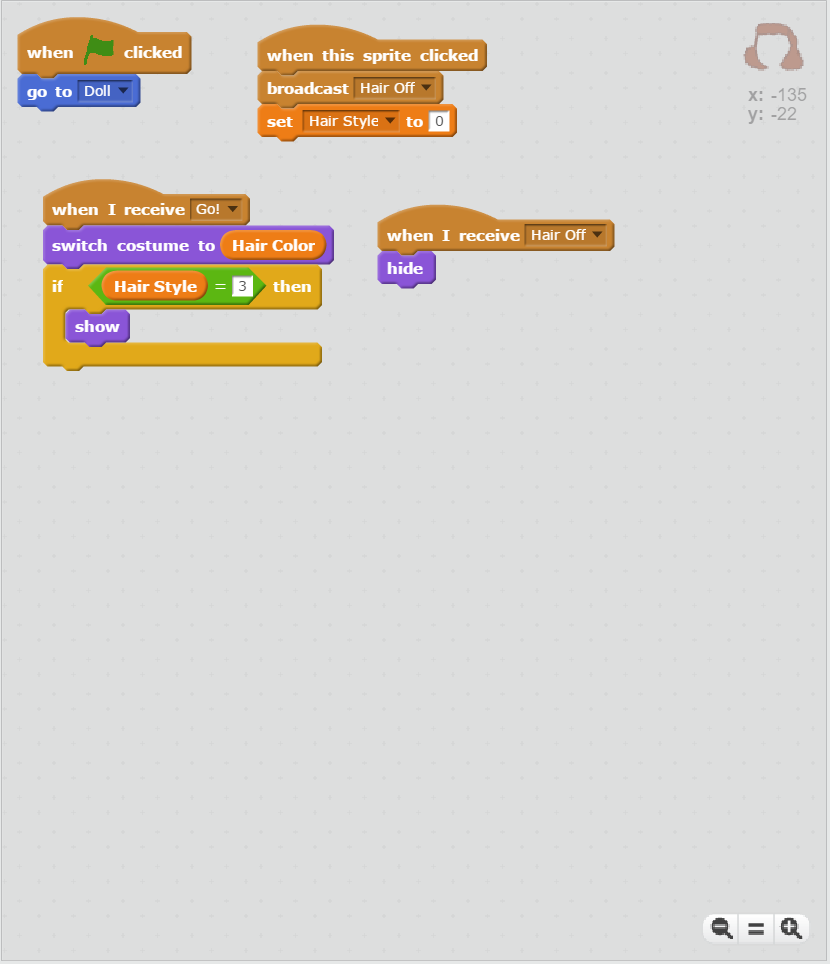 when clicked
go to Doll
when this sprite clicked
broadcast Hair Off
set Hair Style to 0
x: -135
y: -22
when I receive Go!
switch costume to Hair Color
if Hair Style = 3 then
show
when I receive Hair Off
hide